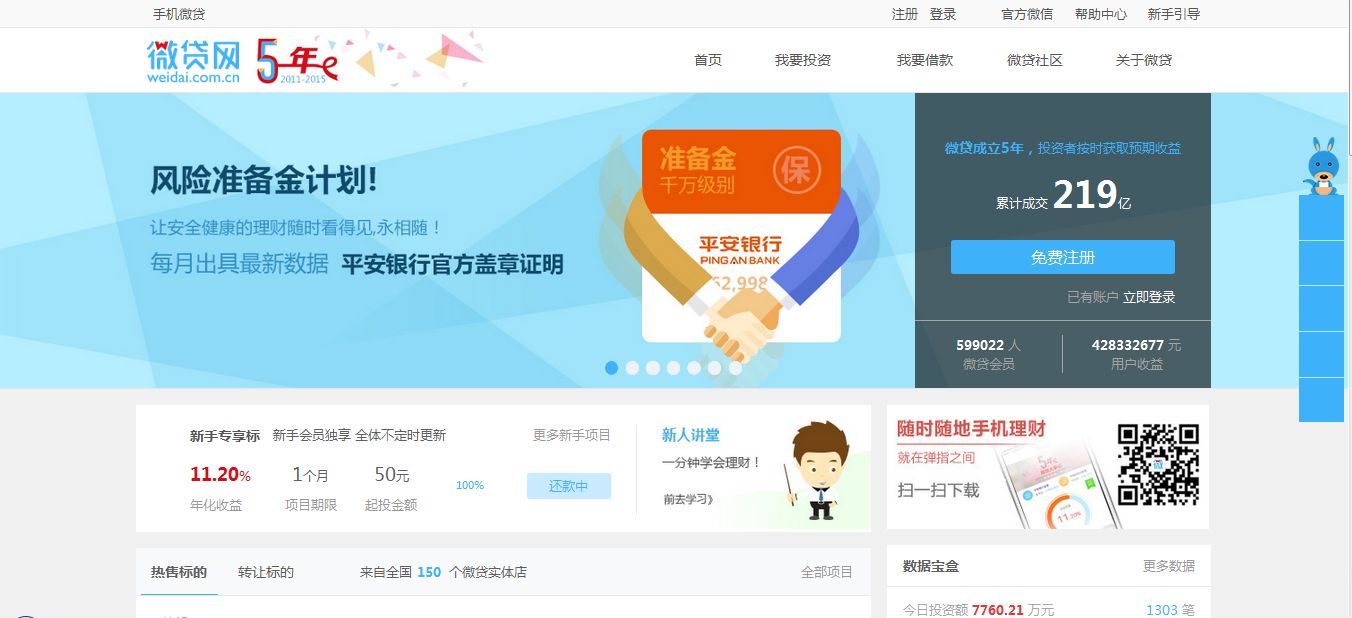 手机微贷
注册 登录 官方微信 帮助中心 新手引导
微贷网
weidai.com.cn
5年e
2011-2015
首页 我要投资 我要借款 微贷社区 关于微贷
风险准备金计划!
让安全健康的理财随时看得见,永相随！
每月出具最新数据 平安银行官方盖章证明
准备金
千万级别
保
平安银行
PING AN BANK
62,998
微贷成立5年，投资者按时获取预期收益
累计成交 219亿
免费注册
已有账户 立即登录
599022 人
微贷会员
428332677 元
用户收益
新手专享标 新手会员独享 全体不定时更新 更多新手项目
11.20% 1个月 50元 100% 还款中
年化收益 项目期限 起投金额
新人讲堂
一分钟学会理财！
前去学习》
随时随地手机理财
就在弹指之间
扫一扫下载
5年e
11.20%
微
热售标的 转让标的 来自全国 150 个微贷实体店 全部项目
数据宝盒 更多数据
今日投资额 7760.21 万元 1303 笔